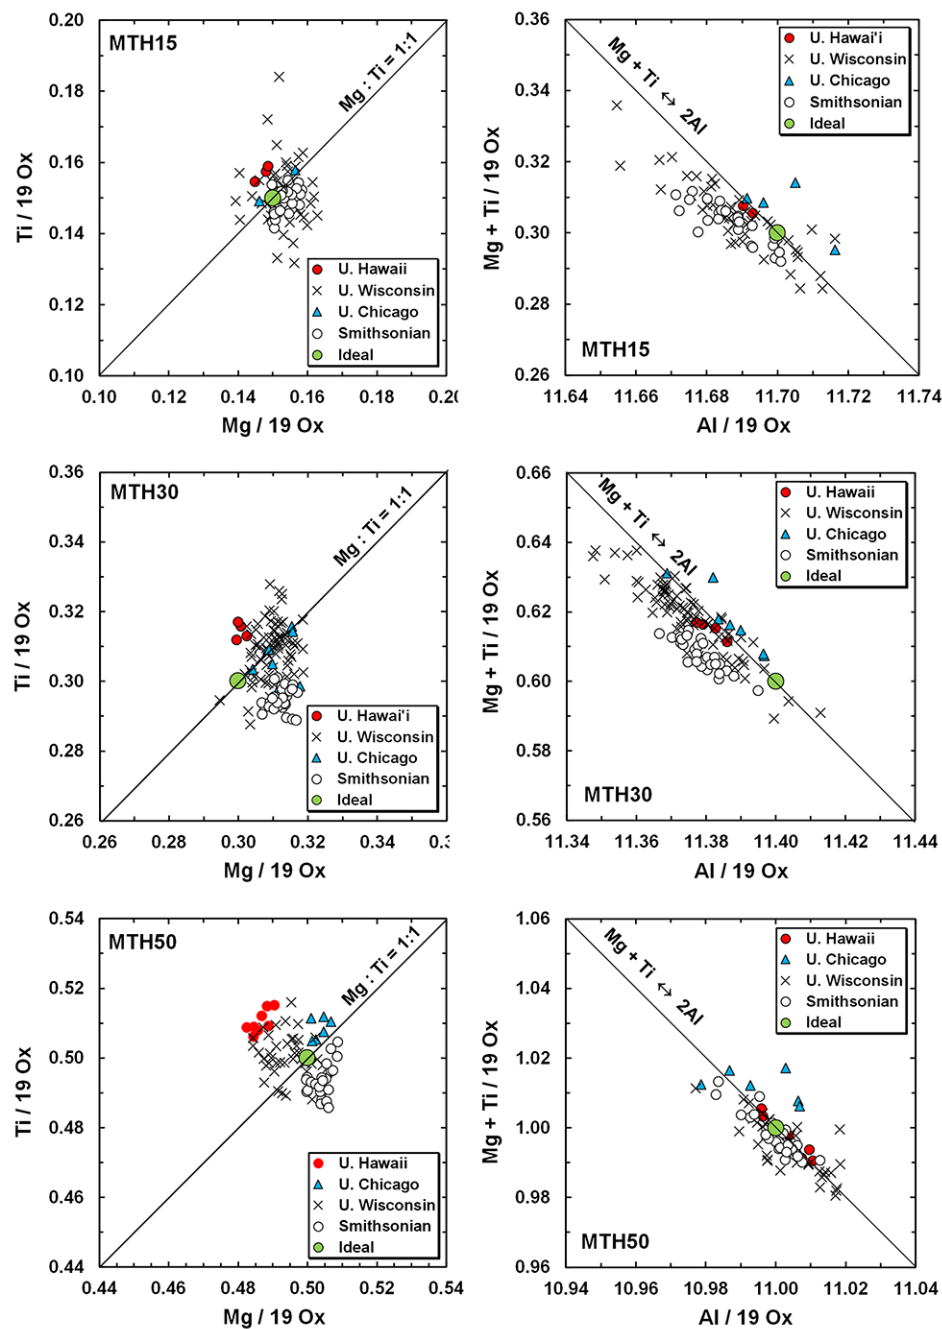 MTH15
Mg : Ti = 1:1
Ti / 19 Ox
0.20
0.18
0.16
0.14
0.12
0.10
U. Hawaii
U. Wisconsin
U. Chicago
Smithsonian
Ideal
0.10 0.12 0.14 0.16 0.18 0.20
Mg / 19 Ox
Mg + Ti ↔ 2Al
Mg + Ti / 19 Ox
0.36
0.34
0.32
0.30
0.28
0.26
U. Hawai'i
U. Wisconsin
U. Chicago
Smithsonian
Ideal
MTH15
11.64 11.66 11.68 11.70 11.72 11.74
Al / 19 Ox
MTH30
Mg : Ti = 1:1
Ti / 19 Ox
0.36
0.34
0.32
0.30
0.28
0.26
U. Hawai'i
U. Wisconsin
U. Chicago
Smithsonian
Ideal
0.26 0.28 0.30 0.32 0.34 0.3
Mg / 19 Ox
Mg + Ti ↔ 2Al
Mg + Ti / 19 Ox
0.66
0.64
0.62
0.60
0.58
0.56
U. Hawaii
U. Wisconsin
U. Chicago
Smithsonian
Ideal
MTH30
11.34 11.36 11.38 11.40 11.42 11.44
Al / 19 Ox
MTH50
Mg : Ti = 1:1
Ti / 19 Ox
0.54
0.52
0.50
0.48
0.46
0.44
U. Hawaii
U. Chicago
U. Wisconsin
Smithsonian
Ideal
0.44 0.46 0.48 0.50 0.52 0.54
Mg / 19 Ox
Mg + Ti ↔ 2Al
Mg + Ti / 19 Ox
1.06
1.04
1.02
1.00
0.98
0.96
U. Hawaii
U. Chicago
U. Wisconsin
Smithsonian
Ideal
MTH50
10.94 10.96 10.98 11.00 11.02 11.04
Al / 19 Ox